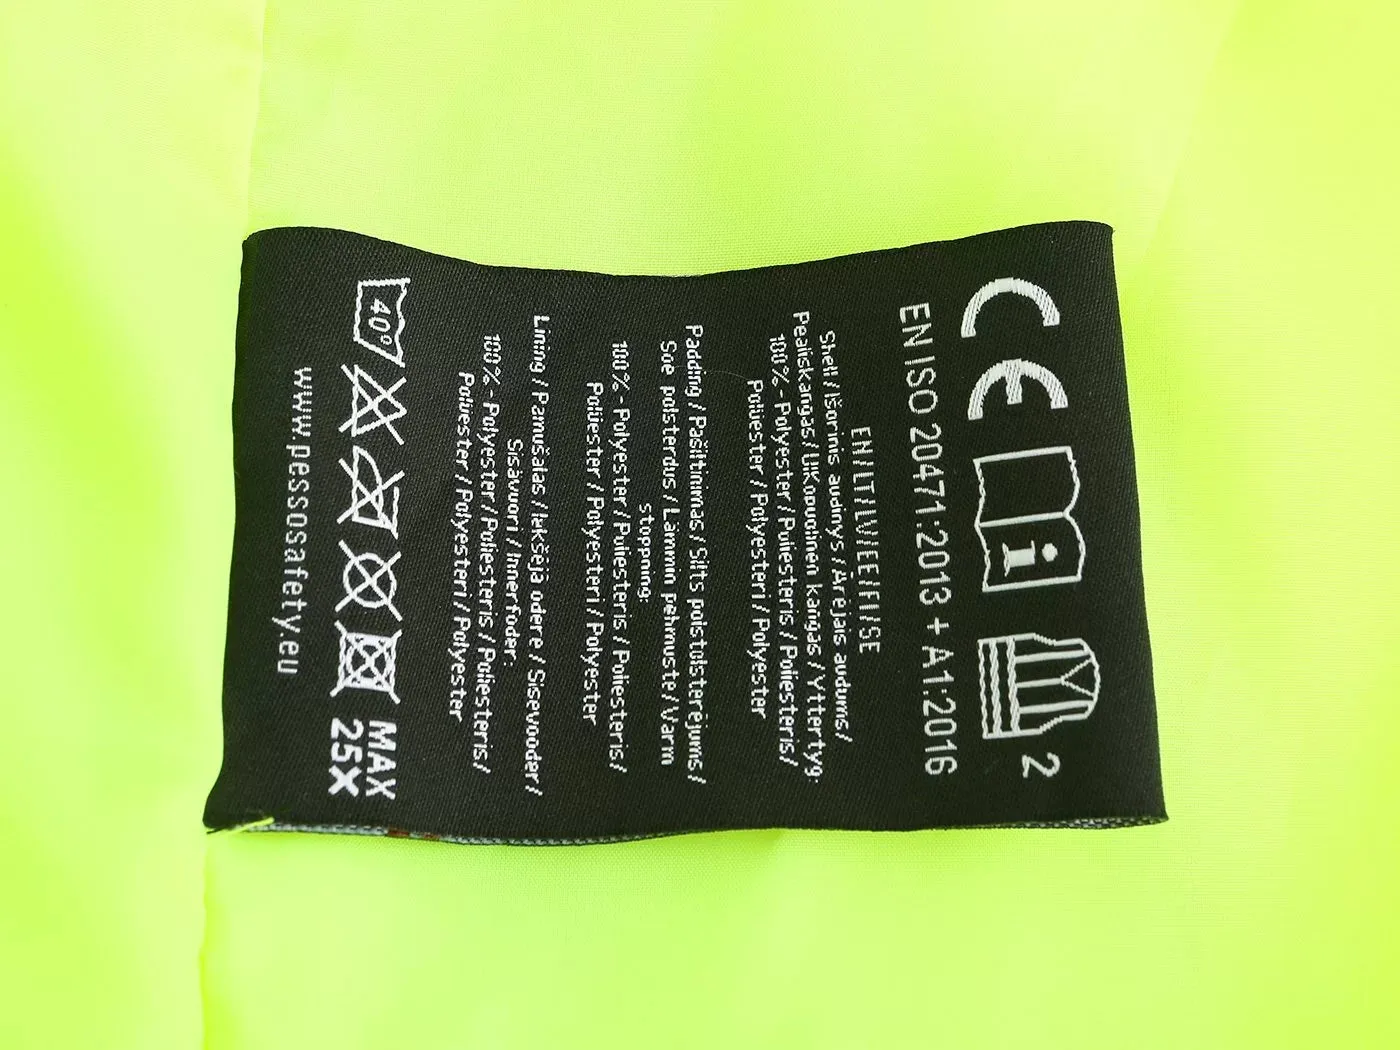 CE
2
EN ISO 20471:2013 + A1:2016
EN/LT/LV/EE/FI/SE
Shell / Išorinis audinys / Ārējais audums/
Pealiskangas / Ulkopuolinen kangas / Yttertyg:
100% - Polyester / Poliesteris / Poliesteris/
Polüester / Polyesteri / Polyester
Padding / Pašiltinimas / Silts polstolsterējums/
Soe polsterdus / Lämmin pehmuste / Varm
stoppning:
100% - Polyester / Poliesteris / Poliesteris/
Polüester / Polyesteri / Polyester
Lining / Pamušalas / Iekšējā odere / Sisevooder/
Sisävuori / Innerfoder:
100% - Polyester / Poliesteris / Poliesteris/
Polüester / Polyesteri / Polyester
40°
MAX
25X
www.pessosafety.eu